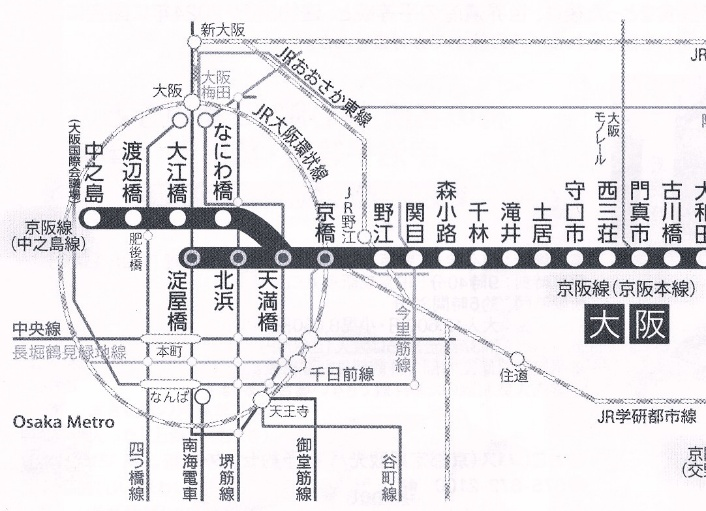 新大阪
JR
大阪
梅田
JRおおさか東線
大阪
JR大阪環状線
大阪
モノレール
(大阪国際会議場)
中之島
渡辺橋
大江橋
なにわ橋
京橋
JR野江
野江
関目
森小路
千林
滝井
土居
守口市
西三荘
門真市
古川橋
大和田
京阪線
(中之島線)
肥後橋
淀屋橋
北浜
天満橋
京阪線(京阪本線)
大阪
今里筋線
中央線
長堀鶴見緑地線
本町
千日前線
住道
なんば
天王寺
JR学研都市線
Osaka Metro
四つ橋線
南海電車
堺筋線
御堂筋線
谷町線